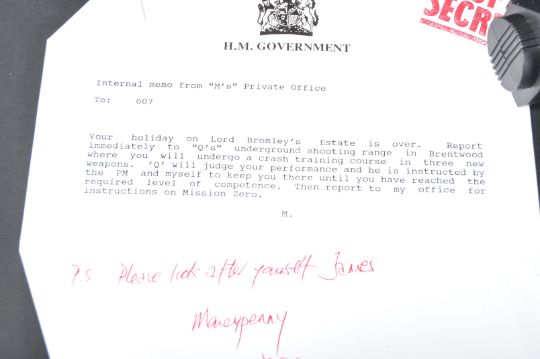 SECRET
H.M. GOVERNMENT
Internal memo from "M's" Private Office
To: 007
Your holiday on Lord Bromley's Estate is over. Report
immediately to "Q's" underground shooting range in Brentwood
where you will undergo a crash training course in three new
weapons. 'Q' will judge your performance and he is instructed by
the PM and myself to keep you there until you have reached the
required level of competence. Then report to my office for
instructions on Mission Zero.
M.
P.S. Please look after yourself James
Moneypenny